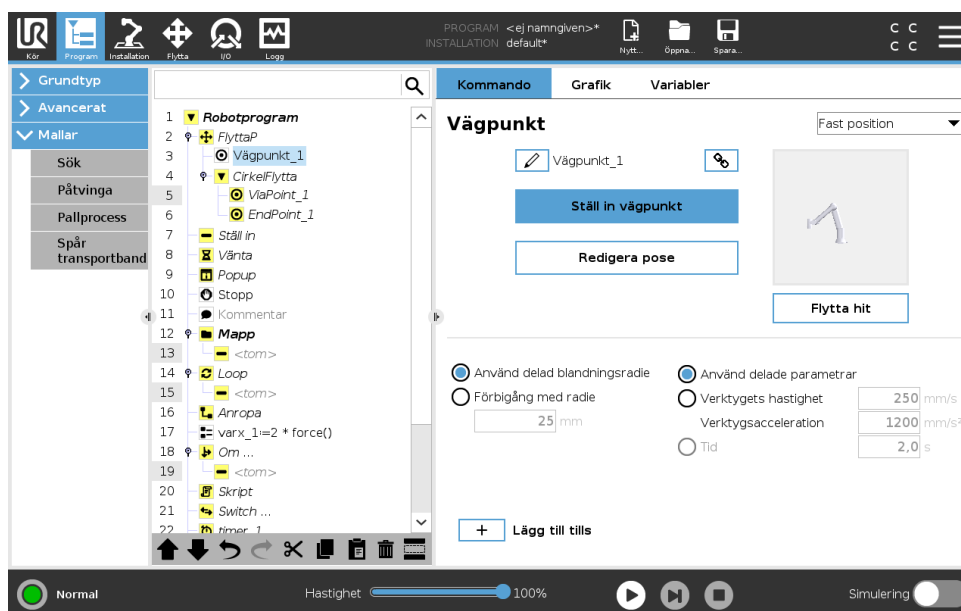 PROGRAM <ej namngiven>*
INSTALLATION default*
Kör
Program
Installation
Flytta
I/O
Logg
Nytt...
Öppna...
Spara...
C C
C C
Grundtyp
Avancerat
Mallar
Sök
Påtvinga
Pallprocess
Spår
transportband
1 Robotprogram
2 FlyttaP
3 Vägpunkt_1
4 CirkelFlytta
5 ViaPoint_1
6 EndPoint_1
7 Ställ in
8 Vänta
9 Popup
10 Stopp
11 Kommentar
12 Mapp
13 <tom>
14 Loop
15 <tom>
16 Anropa
17 varx_1:=2 * force()
18 Om ...
19 <tom>
20 Skript
21 Switch ...
22 timer_1
Kommando
Grafik
Variabler
Vägpunkt
Fast position
Vägpunkt_1
Ställ in vägpunkt
Redigera pose
Flytta hit
Använd delad blandningsradie
Förbigång med radie
25 mm
Använd delade parametrar
Verktygets hastighet 250 mm/s
Verktygsacceleration 1200 mm/s²
Tid 2,0 s
+ Lägg till tills
Normal
Hastighet 100%
Simulering